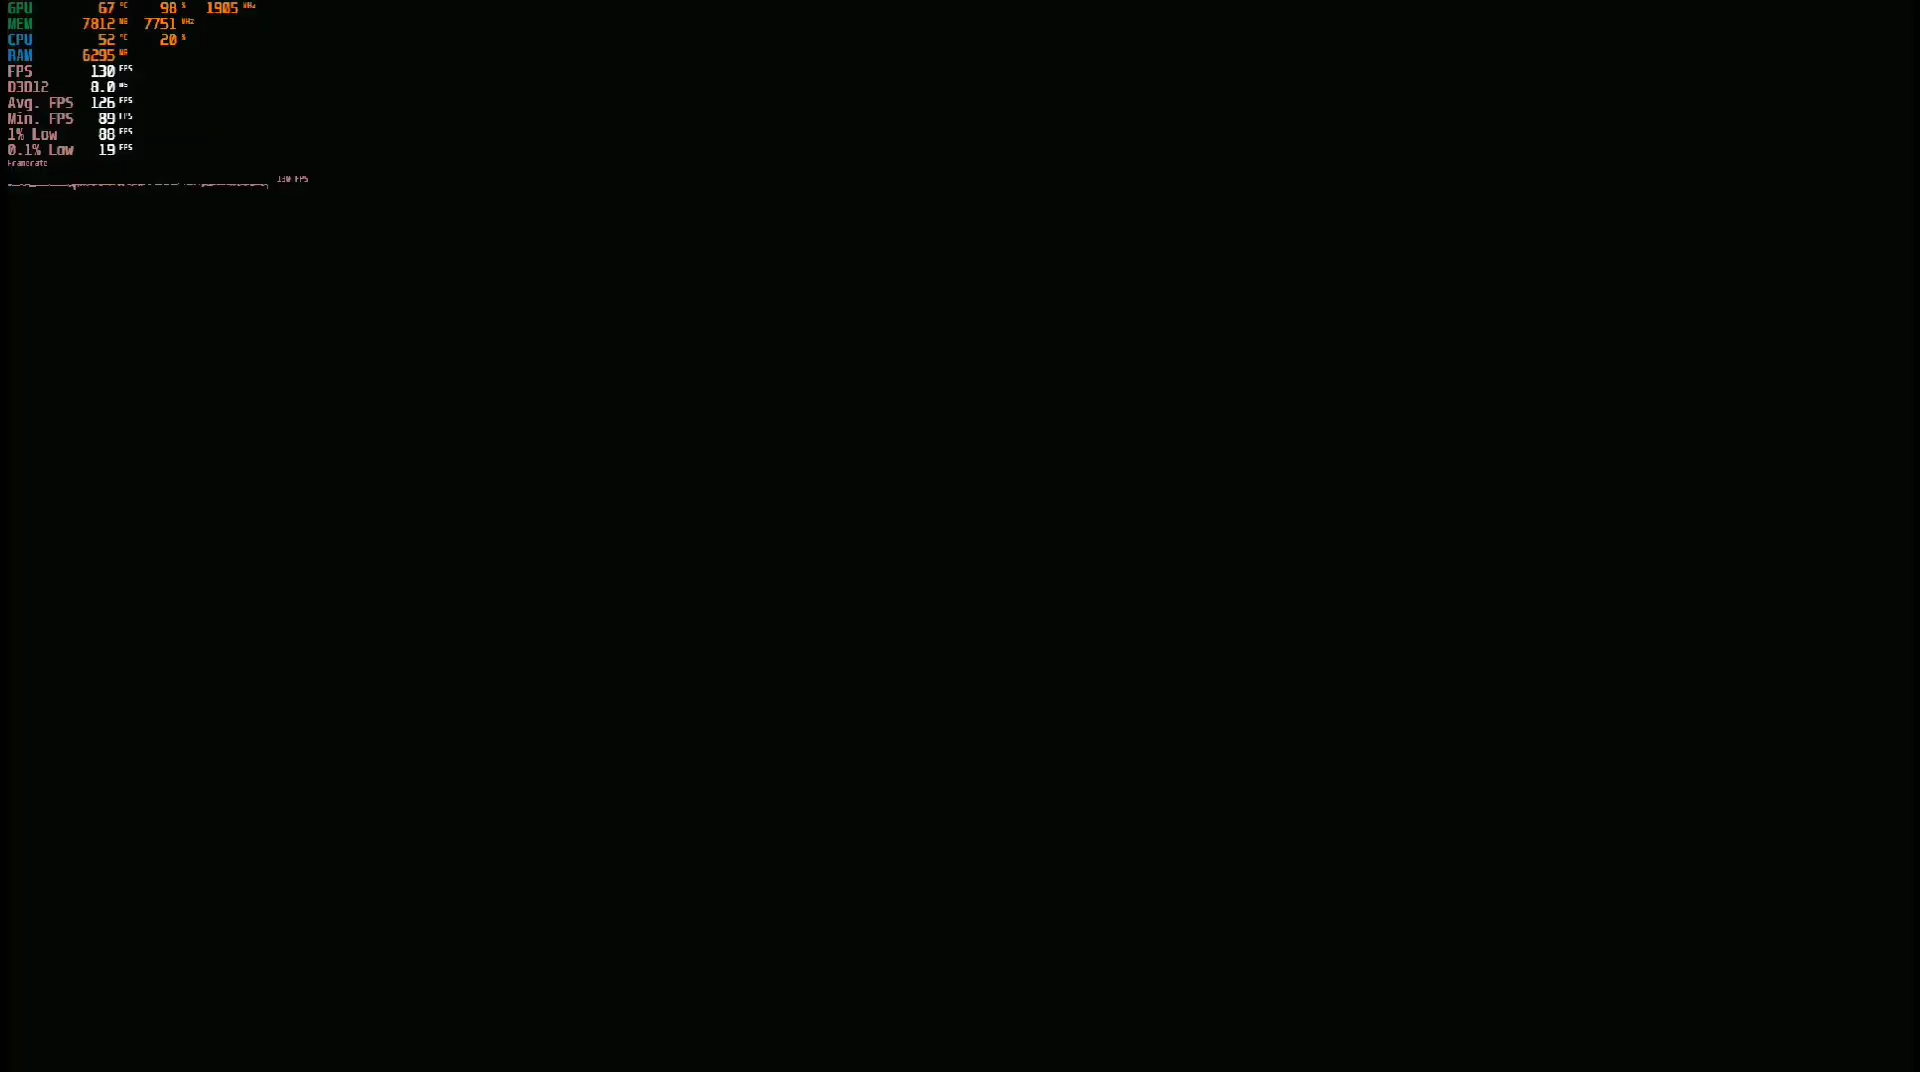 GPU 67 °C 98 % 1905 MHz
MEM 7812 MB 7751 MHz
CPU 52 °C 20 %
RAM 6295 MB
FPS 130 FPS
D3D12 8.0 ms
Avg. FPS 126 FPS
Min. FPS 89 FPS
1% Low 88 FPS
0.1% Low 19 FPS
Framerate
130 FPS